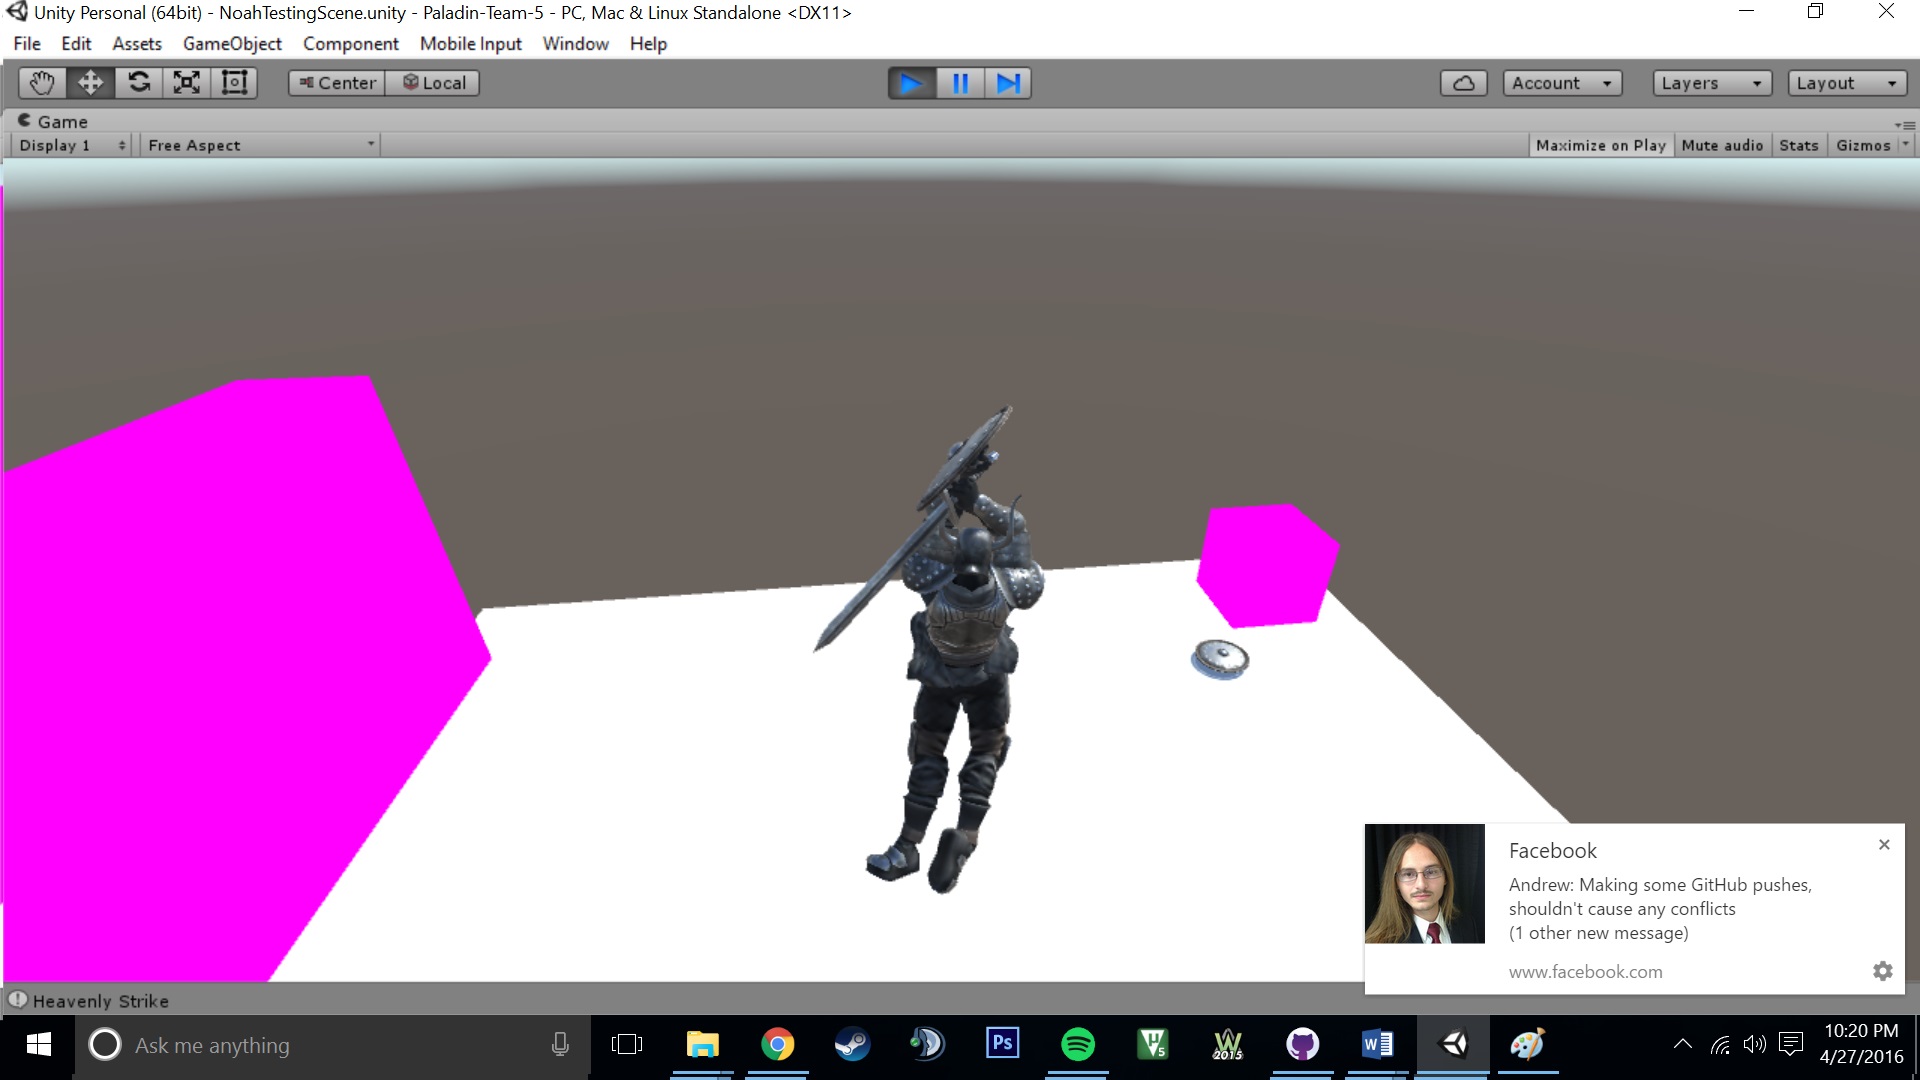 Unity Personal (64bit) - NoahTestingScene.unity - Paladin-Team-5 - PC, Mac & Linux Standalone <DX11>
File Edit Assets GameObject Component Mobile Input Window Help
Center Local Account Layers Layout
Game
Display 1 Free Aspect Maximize on Play Mute audio Stats Gizmos
Facebook
Andrew: Making some GitHub pushes,
shouldn't cause any conflicts
(1 other new message)
www.facebook.com
Heavenly Strike
Ask me anything
Ps
V5
W 2015
W
10:20 PM
4/27/2016